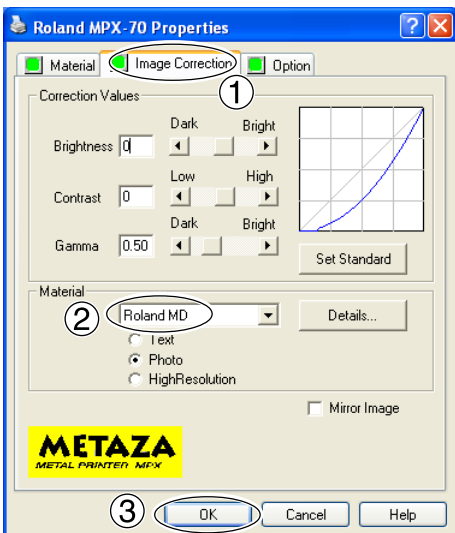 Roland MPX-70 Properties
Material Image Correction Option
1
Correction Values
Dark Bright
Brightness 0
Low High
Contrast 0
Dark Bright
Gamma 0.50
Set Standard
Material
2 Roland MD Details...
Text
Photo
HighResolution
Mirror Image
METAZA
METAL PRINTER MPX
3 OK Cancel Help